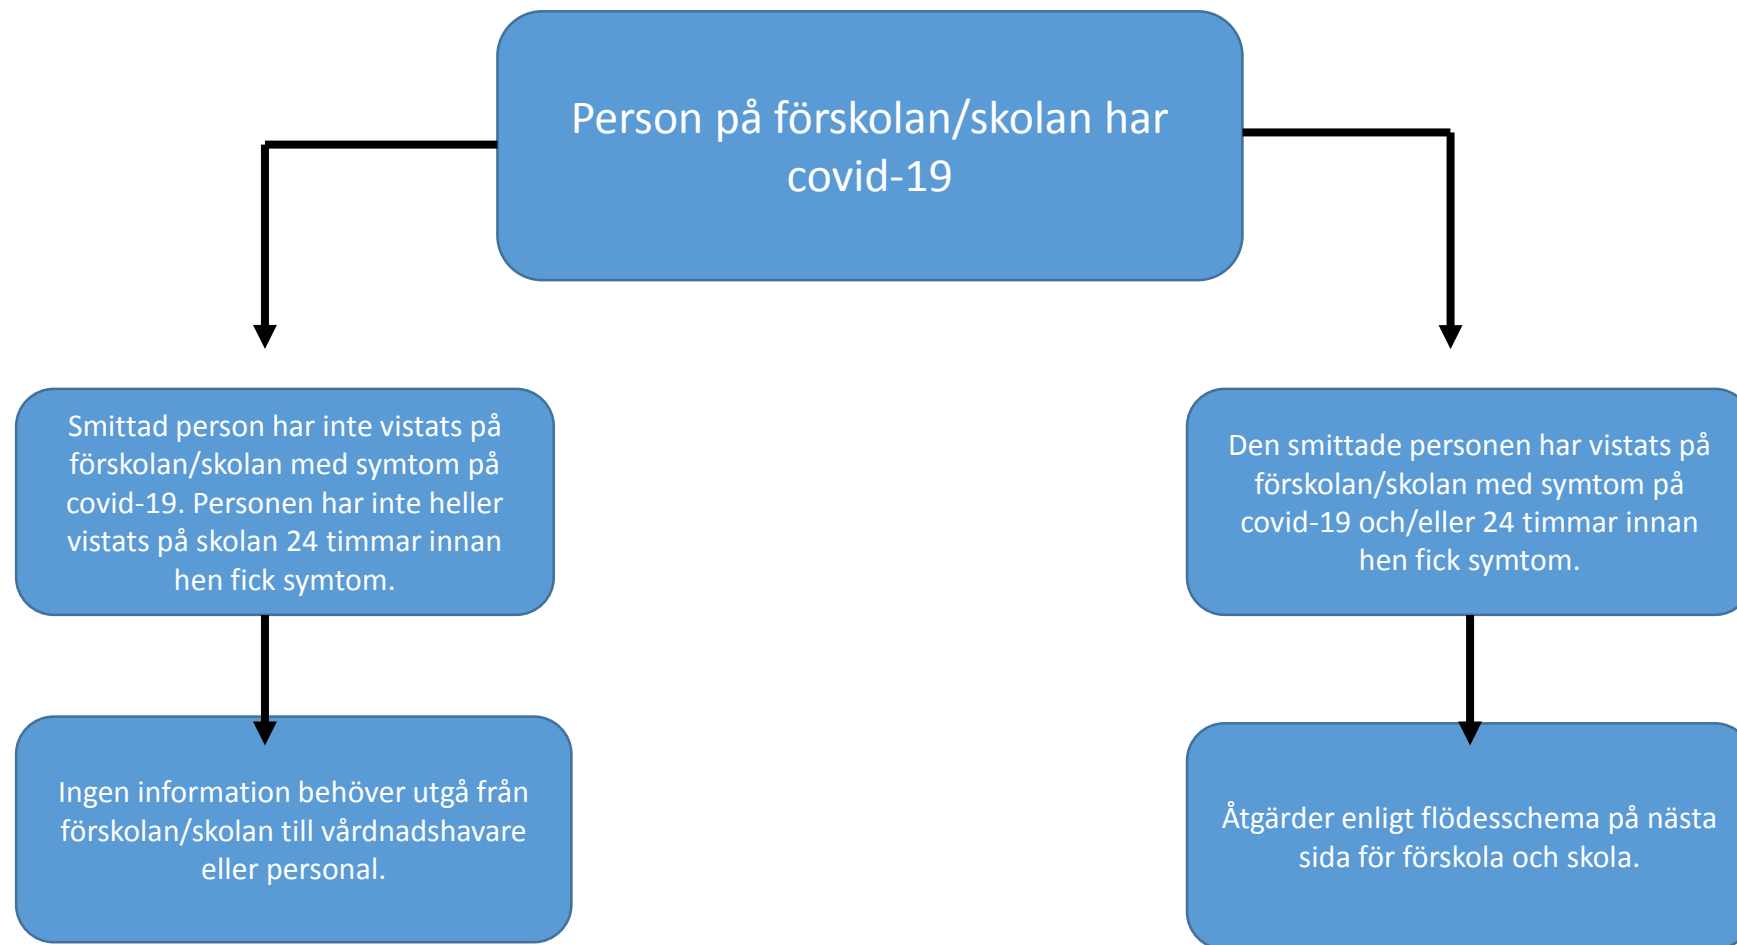 Person på förskolan/skolan har
covid-19
Smittad person har inte vistats på
förskolan/skolan med symtom på
covid-19. Personen har inte heller
vistats på skolan 24 timmar innan
hen fick symtom.
Den smittade personen har vistats på
förskolan/skolan med symtom på
covid-19 och/eller 24 timmar innan
hen fick symtom.
Ingen information behöver utgå från
förskolan/skolan till vårdnadshavare
eller personal.
Åtgärder enligt flödesschema på nästa
sida för förskola och skola.